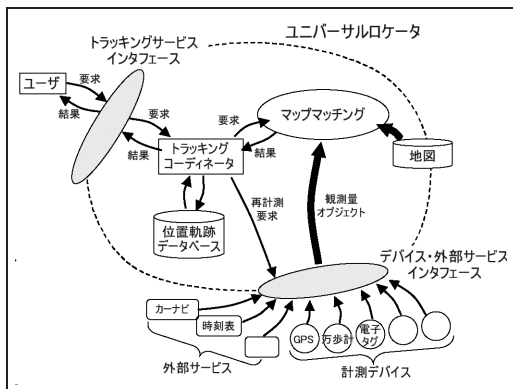 ユニバーサルロケータ
トラッキングサービス
インタフェース
ユーザ
要求
結果
要求
結果
トラッキング
コーディネータ
要求
結果
マップマッチング
地図
位置軌跡
データベース
再計測
要求
観測量
オブジェクト
デバイス・外部サービス
インタフェース
カーナビ
時刻表
外部サービス
GPS
万歩計
電子
タグ
計測デバイス